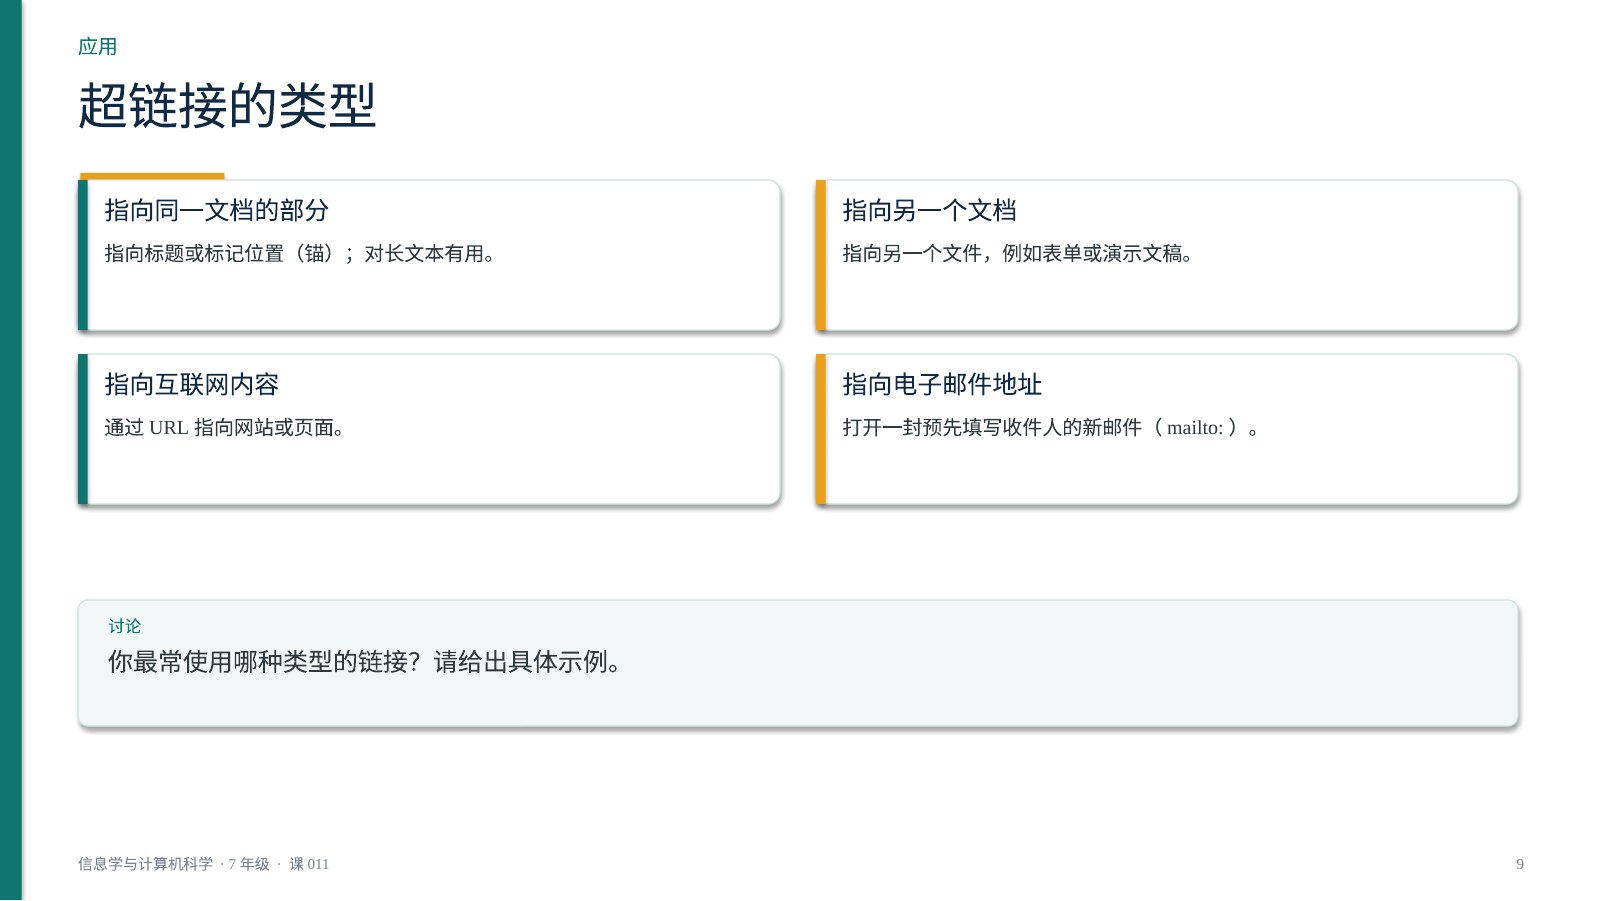 应用
超链接的类型
指向同一文档的部分
指向标题或标记位置（锚）；对长文本有用。
指向另一个文档
指向另一个文件，例如表单或演示文稿。
指向互联网内容
通过 URL 指向网站或页面。
指向电子邮件地址
打开一封预先填写收件人的新邮件（ mailto: ）。
讨论
你最常使用哪种类型的链接？请给出具体示例。
信息学与计算机科学 · 7 年级 · 课 011
9